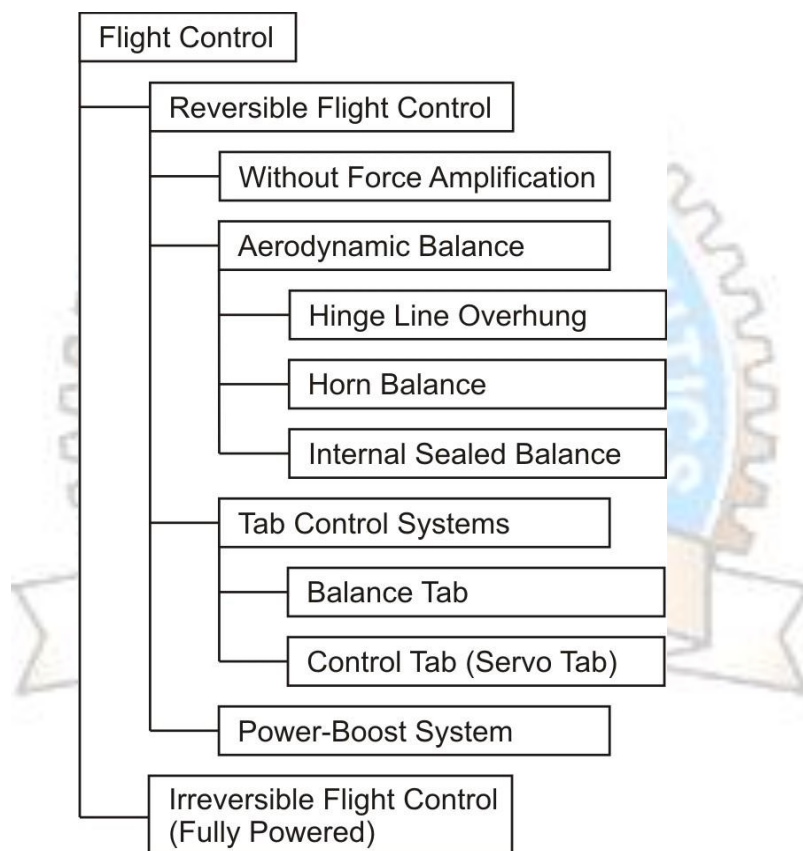 Flight Control
Reversible Flight Control
Without Force Amplification
Aerodynamic Balance
Hinge Line Overhung
Horn Balance
Internal Sealed Balance
Tab Control Systems
Balance Tab
Control Tab (Servo Tab)
Power-Boost System
Irreversible Flight Control
(Fully Powered)